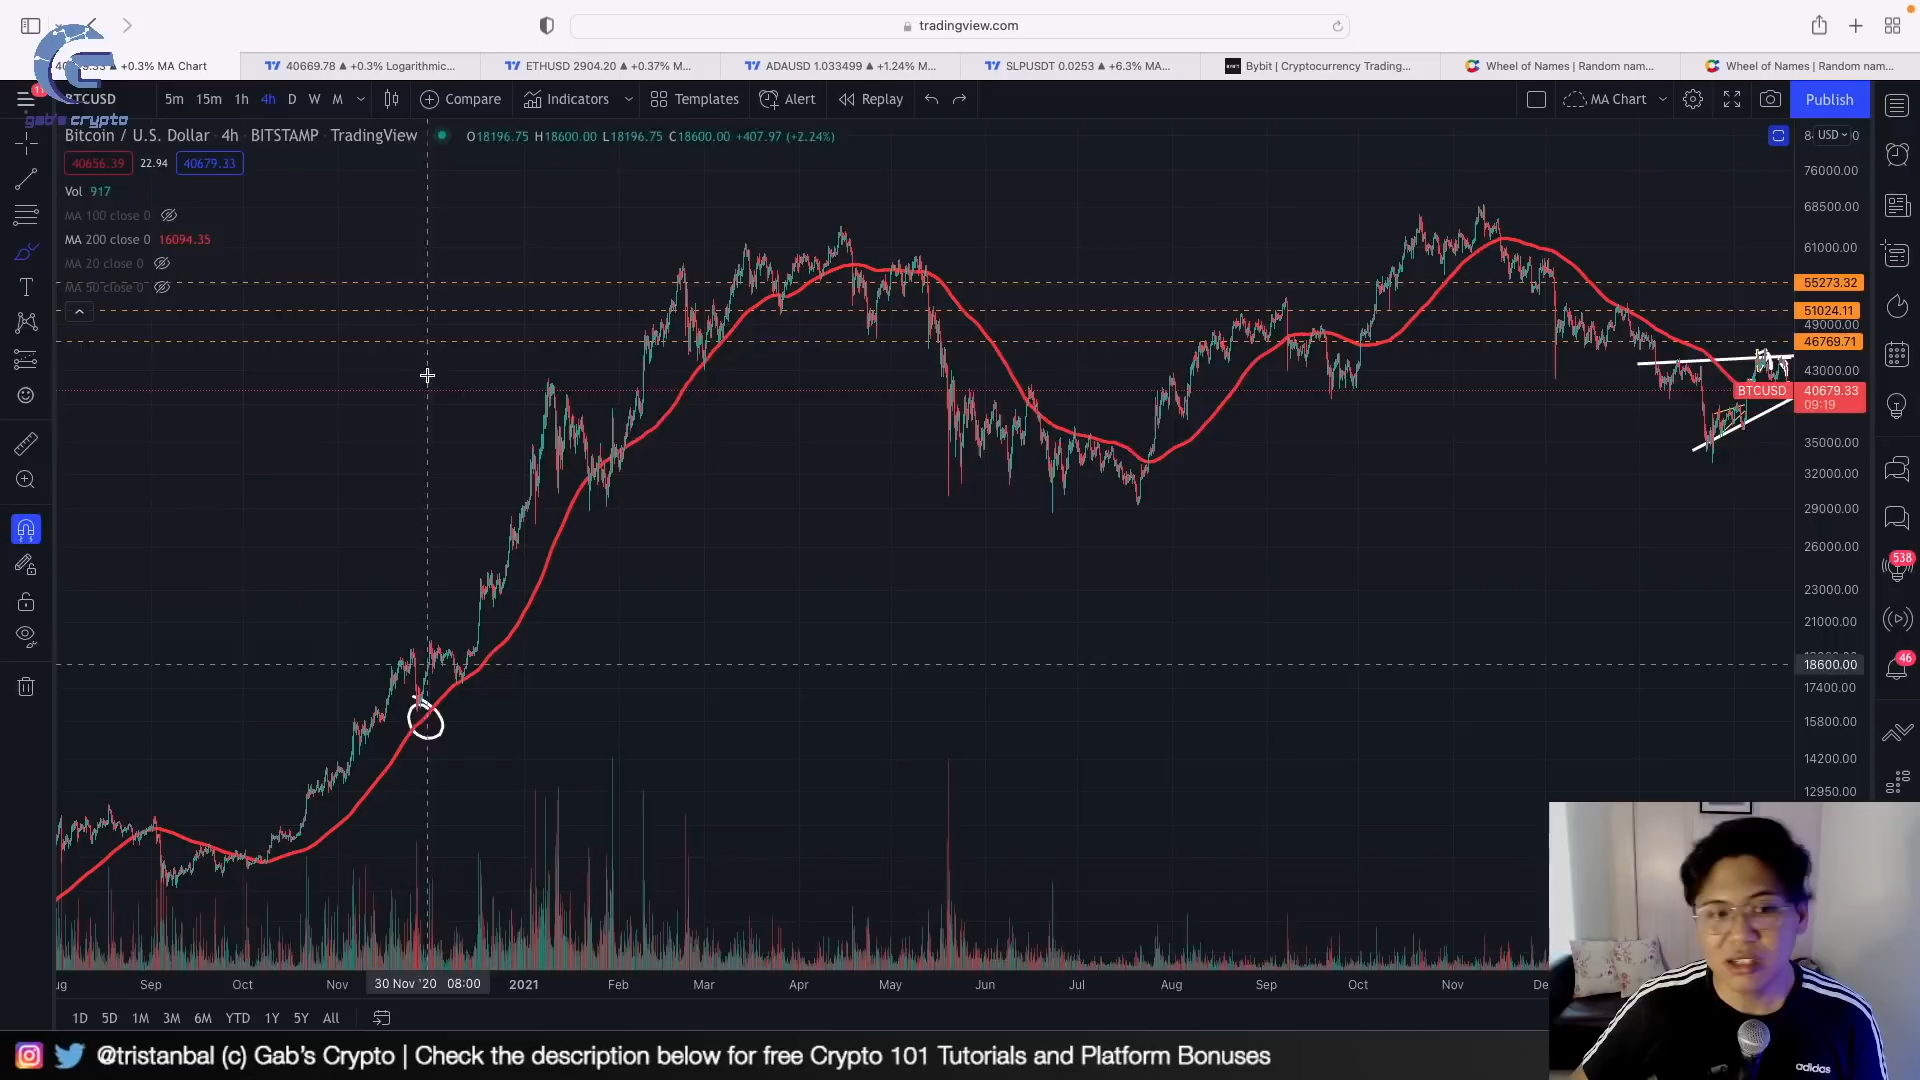 tradingview.com
+0.3% MA Chart
40669.78 ▲ +0.3% Logarithmic...
ETHUSD 2904.20 ▲ +0.37% M...
ADAUSD 1.033499 ▲ +1.24% M...
SLPUSDT 0.0253 ▲ +6.3% MA...
Bybit | Cryptocurrency Trading...
Wheel of Names | Random nam...
Wheel of Names | Random nam...
BTCUSD
5m 15m 1h 4h D W M
Compare
Indicators
Templates
Alert
Replay
MA Chart
Publish
gab's crypto
Bitcoin / U.S. Dollar 4h BITSTAMP TradingView
O18196.75 H18600.00 L18196.75 C18600.00 +407.97 (+2.24%)
USD
40656.39 22.94 40679.33
Vol 917
MA 100 close 0
MA 200 close 0 16094.35
MA 20 close 0
MA 50 close 0
76000.00
68500.00
61000.00
55273.32
51024.11
49000.00
46769.71
43000.00
BTCUSD 40679.33
09:19
35000.00
32000.00
29000.00
26000.00
23000.00
21000.00
18600.00
17400.00
15800.00
14200.00
12950.00
538
46
ug Sep Oct Nov 30 Nov '20 08:00 2021 Feb Mar Apr May Jun Jul Aug Sep Oct Nov De
1D 5D 1M 3M 6M YTD 1Y 5Y All
adidas
@tristanbal (c) Gab's Crypto | Check the description below for free Crypto 101 Tutorials and Platform Bonuses